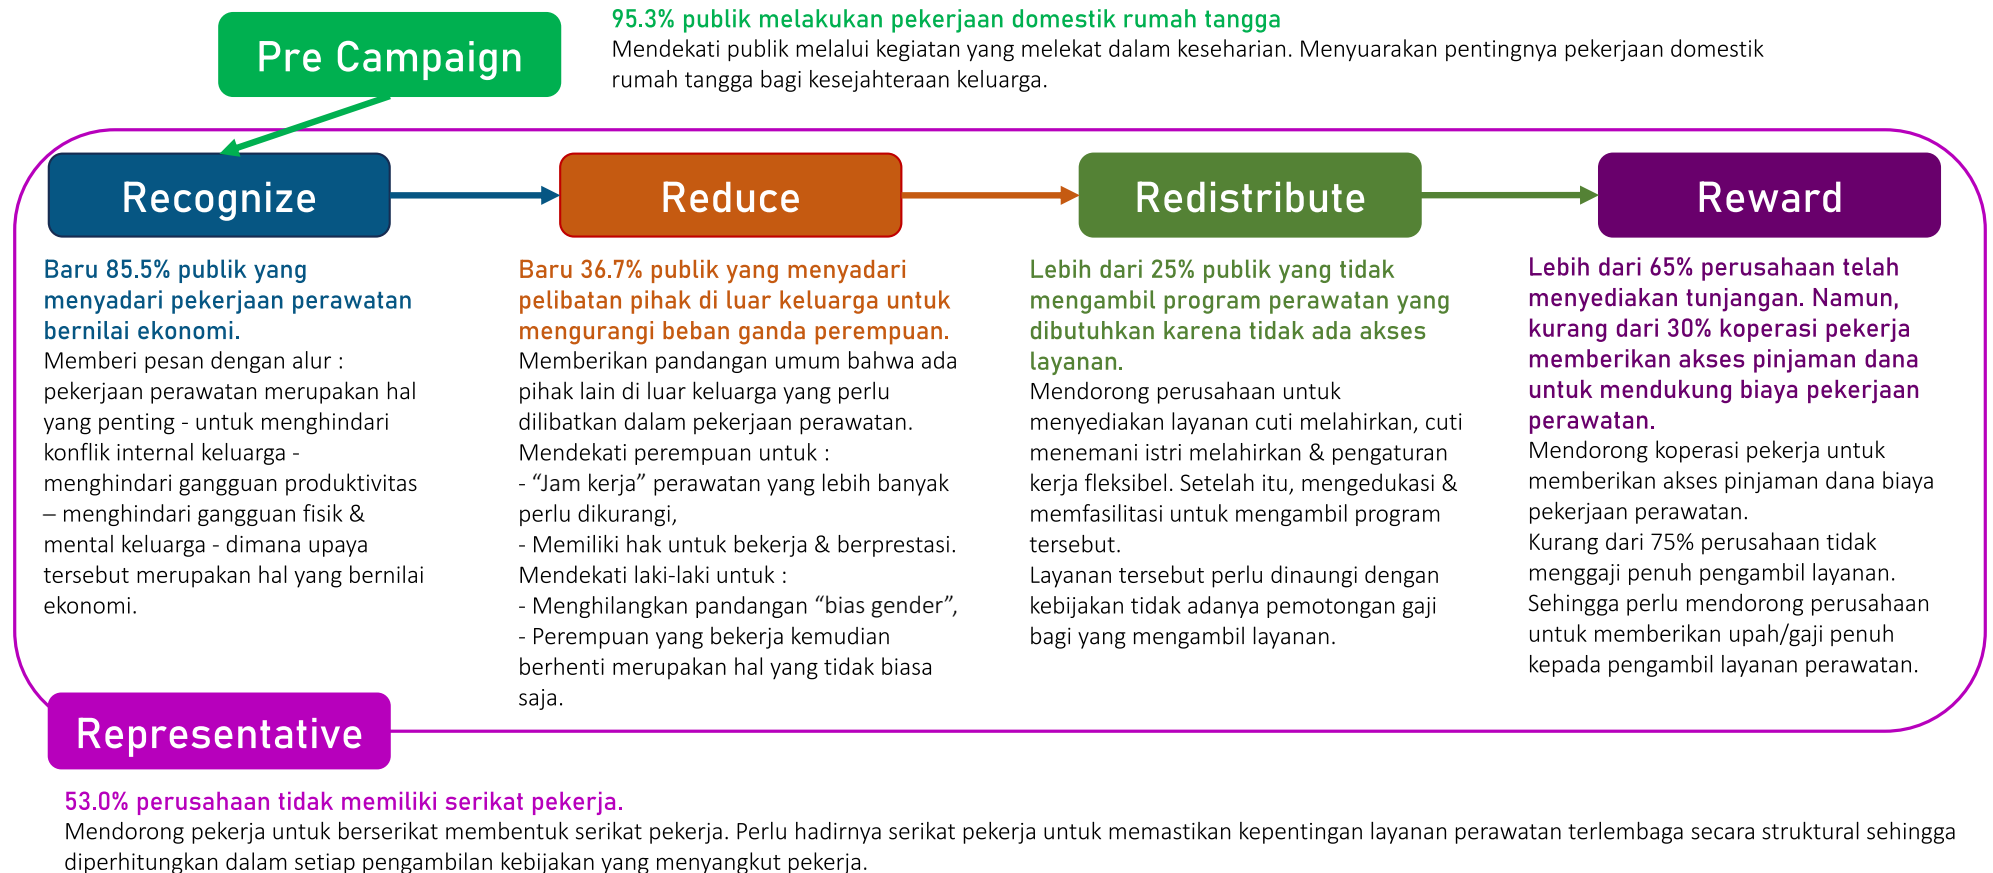 Pre Campaign
95.3% publik melakukan pekerjaan domestik rumah tangga
Mendekati publik melalui kegiatan yang melekat dalam keseharian. Menyuarakan pentingnya pekerjaan domestik
rumah tangga bagi kesejahteraan keluarga.
Recognize
Baru 85.5% publik yang
menyadari pekerjaan perawatan
bernilai ekonomi.
Memberi pesan dengan alur :
pekerjaan perawatan merupakan hal
yang penting - untuk menghindari
konflik internal keluarga -
menghindari gangguan produktivitas
– menghindari gangguan fisik &
mental keluarga - dimana upaya
tersebut merupakan hal yang bernilai
ekonomi.
Reduce
Baru 36.7% publik yang menyadari
pelibatan pihak di luar keluarga untuk
mengurangi beban ganda perempuan.
Memberikan pandangan umum bahwa ada
pihak lain di luar keluarga yang perlu
dilibatkan dalam pekerjaan perawatan.
Mendekati perempuan untuk :
- “Jam kerja” perawatan yang lebih banyak
perlu dikurangi,
- Memiliki hak untuk bekerja & berprestasi.
Mendekati laki-laki untuk :
- Menghilangkan pandangan “bias gender”,
- Perempuan yang bekerja kemudian
berhenti merupakan hal yang tidak biasa
saja.
Redistribute
Lebih dari 25% publik yang tidak
mengambil program perawatan yang
dibutuhkan karena tidak ada akses
layanan.
Mendorong perusahaan untuk
menyediakan layanan cuti melahirkan, cuti
menemani istri melahirkan & pengaturan
kerja fleksibel. Setelah itu, mengedukasi &
memfasilitasi untuk mengambil program
tersebut.
Layanan tersebut perlu dinaungi dengan
kebijakan tidak adanya pemotongan gaji
bagi yang mengambil layanan.
Reward
Lebih dari 65% perusahaan telah
menyediakan tunjangan. Namun,
kurang dari 30% koperasi pekerja
memberikan akses pinjaman dana
untuk mendukung biaya pekerjaan
perawatan.
Mendorong koperasi pekerja untuk
memberikan akses pinjaman dana biaya
pekerjaan perawatan.
Kurang dari 75% perusahaan tidak
menggaji penuh pengambil layanan.
Sehingga perlu mendorong perusahaan
untuk memberikan upah/gaji penuh
kepada pengambil layanan perawatan.
Representative
53.0% perusahaan tidak memiliki serikat pekerja.
Mendorong pekerja untuk berserikat membentuk serikat pekerja. Perlu hadirnya serikat pekerja untuk memastikan kepentingan layanan perawatan terlembaga secara struktural sehingga
diperhitungkan dalam setiap pengambilan kebijakan yang menyangkut pekerja.